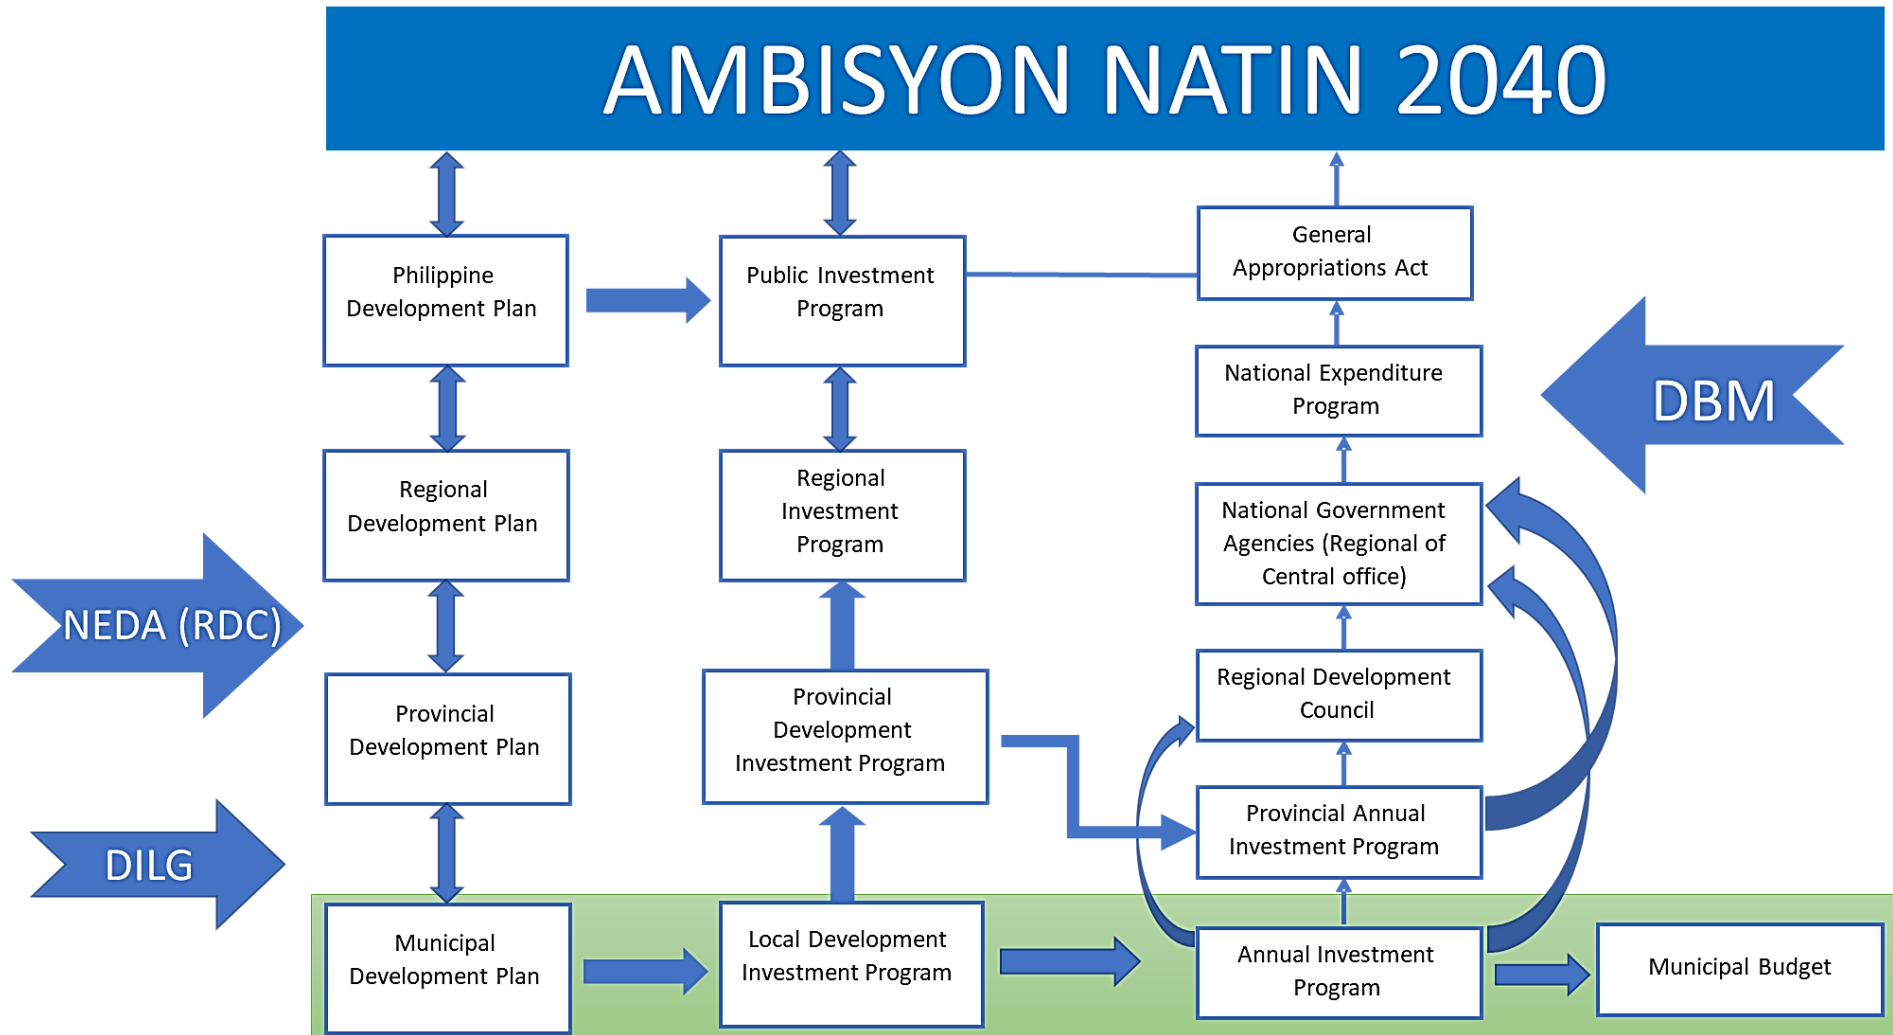 AMBISYON NATIN 2040
Philippine
Development Plan
Public Investment
Program
General
Appropriations Act
National Expenditure
Program
DBM
Regional
Development Plan
Regional
Investment
Program
National Government
Agencies (Regional of
Central office)
NEDA (RDC)
Provincial
Development Plan
Provincial
Development
Investment Program
Regional Development
Council
Provincial Annual
Investment Program
DILG
Municipal
Development Plan
Local Development
Investment Program
Annual Investment
Program
Municipal Budget